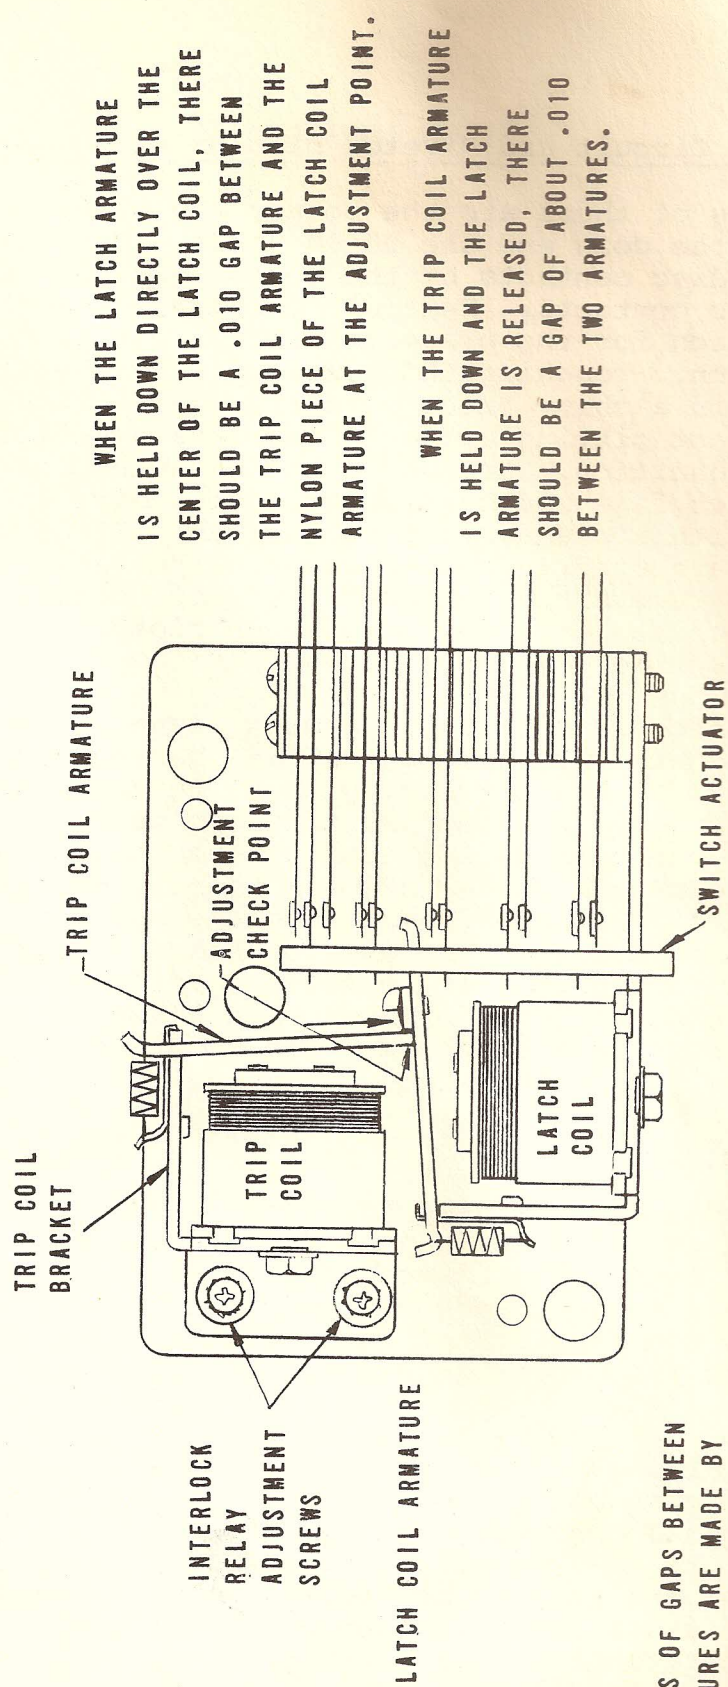 WHEN THE LATCH ARMATURE
IS HELD DOWN DIRECTLY OVER THE
CENTER OF THE LATCH COIL, THERE
SHOULD BE A .010 GAP BETWEEN
THE TRIP COIL ARMATURE AND THE
NYLON PIECE OF THE LATCH COIL
ARMATURE AT THE ADJUSTMENT POINT.
WHEN THE TRIP COIL ARMATURE
IS HELD DOWN AND THE LATCH
ARMATURE IS RELEASED, THERE
SHOULD BE A GAP OF ABOUT .010
BETWEEN THE TWO ARMATURES.
TRIP COIL ARMATURE
ADJUSTMENT
CHECK POINT
SWITCH ACTUATOR
TRIP COIL
BRACKET
TRIP
COIL
LATCH
COIL
INTERLOCK
RELAY
ADJUSTMENT
SCREWS
LATCH COIL ARMATURE
OF GAPS BETWEEN
ARE MADE BY